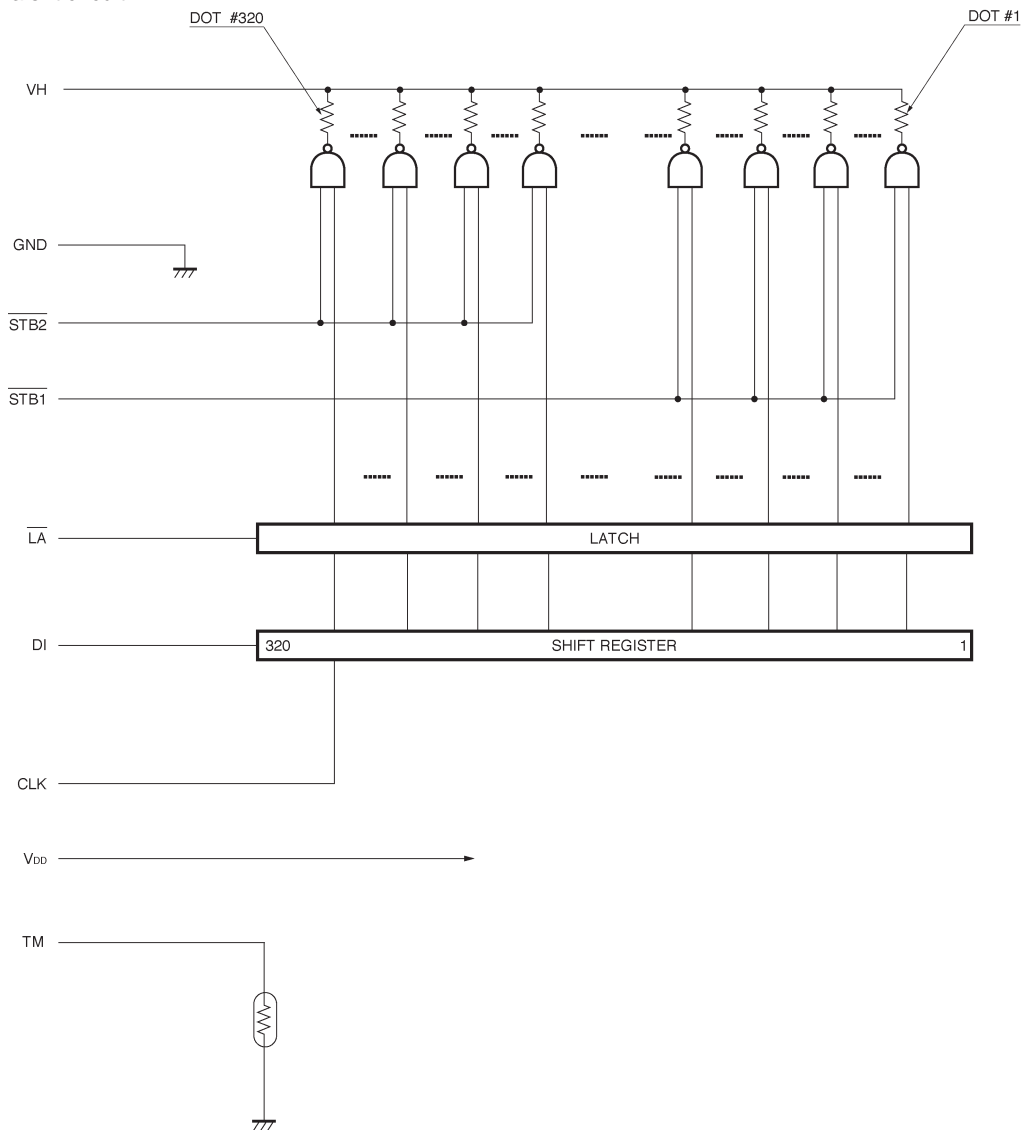 DOT #320
DOT #1
VH
GND
STB2
STB1
LA
LATCH
DI
320
SHIFT REGISTER
1
CLK
VDD
TM